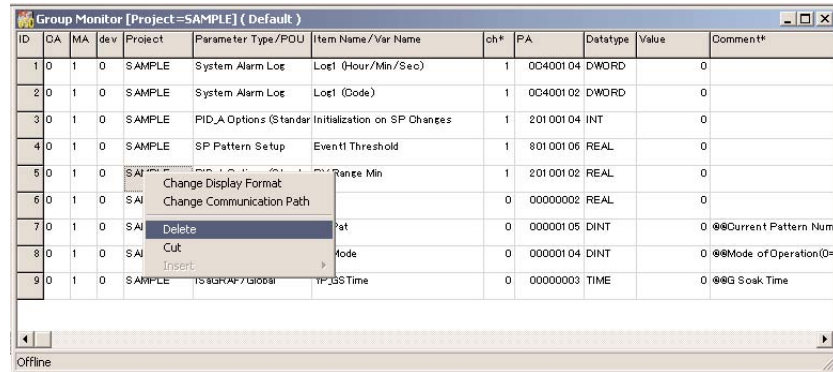 Group Monitor [Project=SAMPLE] ( Default )
ID CA MA dev Project Parameter Type/POU Item Name/Var Name ch* PA Datatype Value Comment*
1 0 1 0 SAMPLE System Alarm Log Log1 (Hour/Min/Sec) 1 0C400104 DWORD 0
2 0 1 0 SAMPLE System Alarm Log Log1 (Code) 1 0C400102 DWORD 0
3 0 1 0 SAMPLE PID_A Options (Standar Initialization on SP Changes 1 20100104 INT 0
4 0 1 0 SAMPLE SP Pattern Setup Event1 Threshold 1 80100106 REAL 0
5 0 1 0 Range Min 1 20100102 REAL 0
Change Display Format
Change Communication Path
6 0 1 0 0 00000002 REAL 0
Delete
7 0 1 0 Pat 0 00000105 DINT 0 @@Current Pattern Num
Cut
8 0 1 0 Mode 0 00000104 DINT 0 @@Mode of Operation(0=
Insert
9 0 1 0 SAMPLE ISaGRAF/Global YP_GSTime 0 00000003 TIME 0 @@G Soak Time
Offline